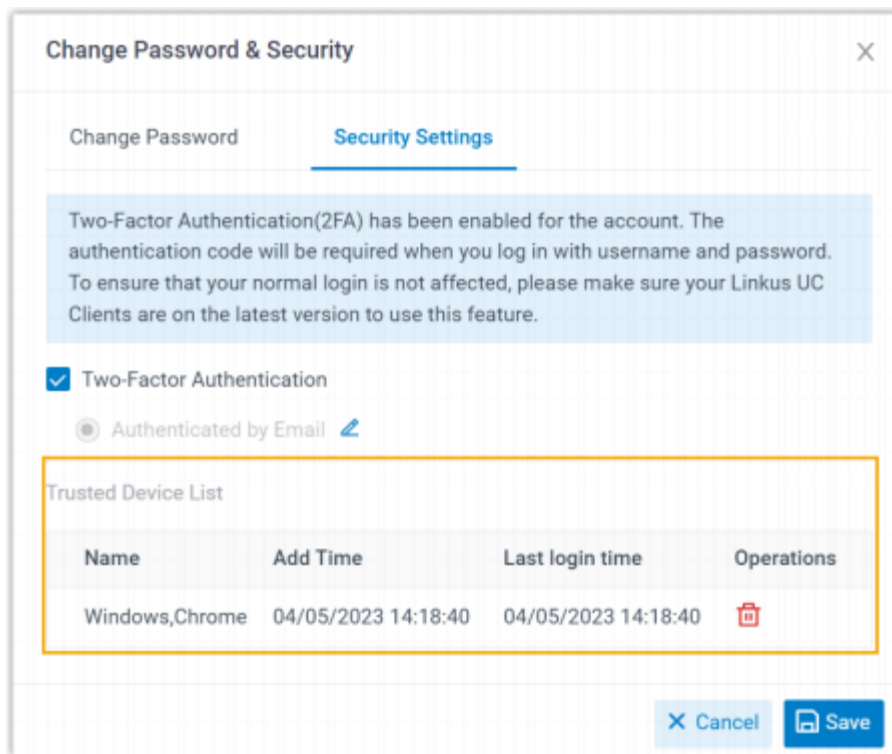 Change Password & Security
Change Password Security Settings
Two-Factor Authentication(2FA) has been enabled for the account. The
authentication code will be required when you log in with username and password.
To ensure that your normal login is not affected, please make sure your Linkus UC
Clients are on the latest version to use this feature.
Two-Factor Authentication
Authenticated by Email
Trusted Device List
Name Add Time Last login time Operations
Windows,Chrome 04/05/2023 14:18:40 04/05/2023 14:18:40
Cancel Save